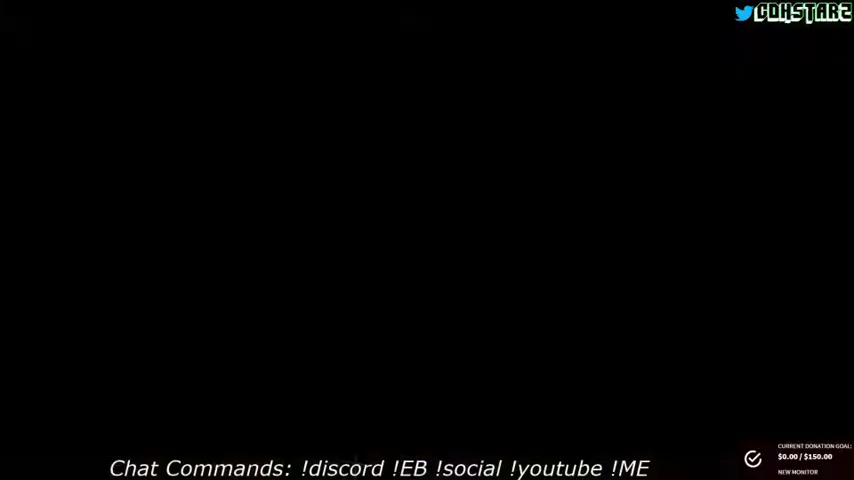 CDHSTARZ
Chat Commands: !discord !EB !social !youtube !ME
CURRENT DONATION GOAL:
$0.00 / $150.00
NEW MONITOR